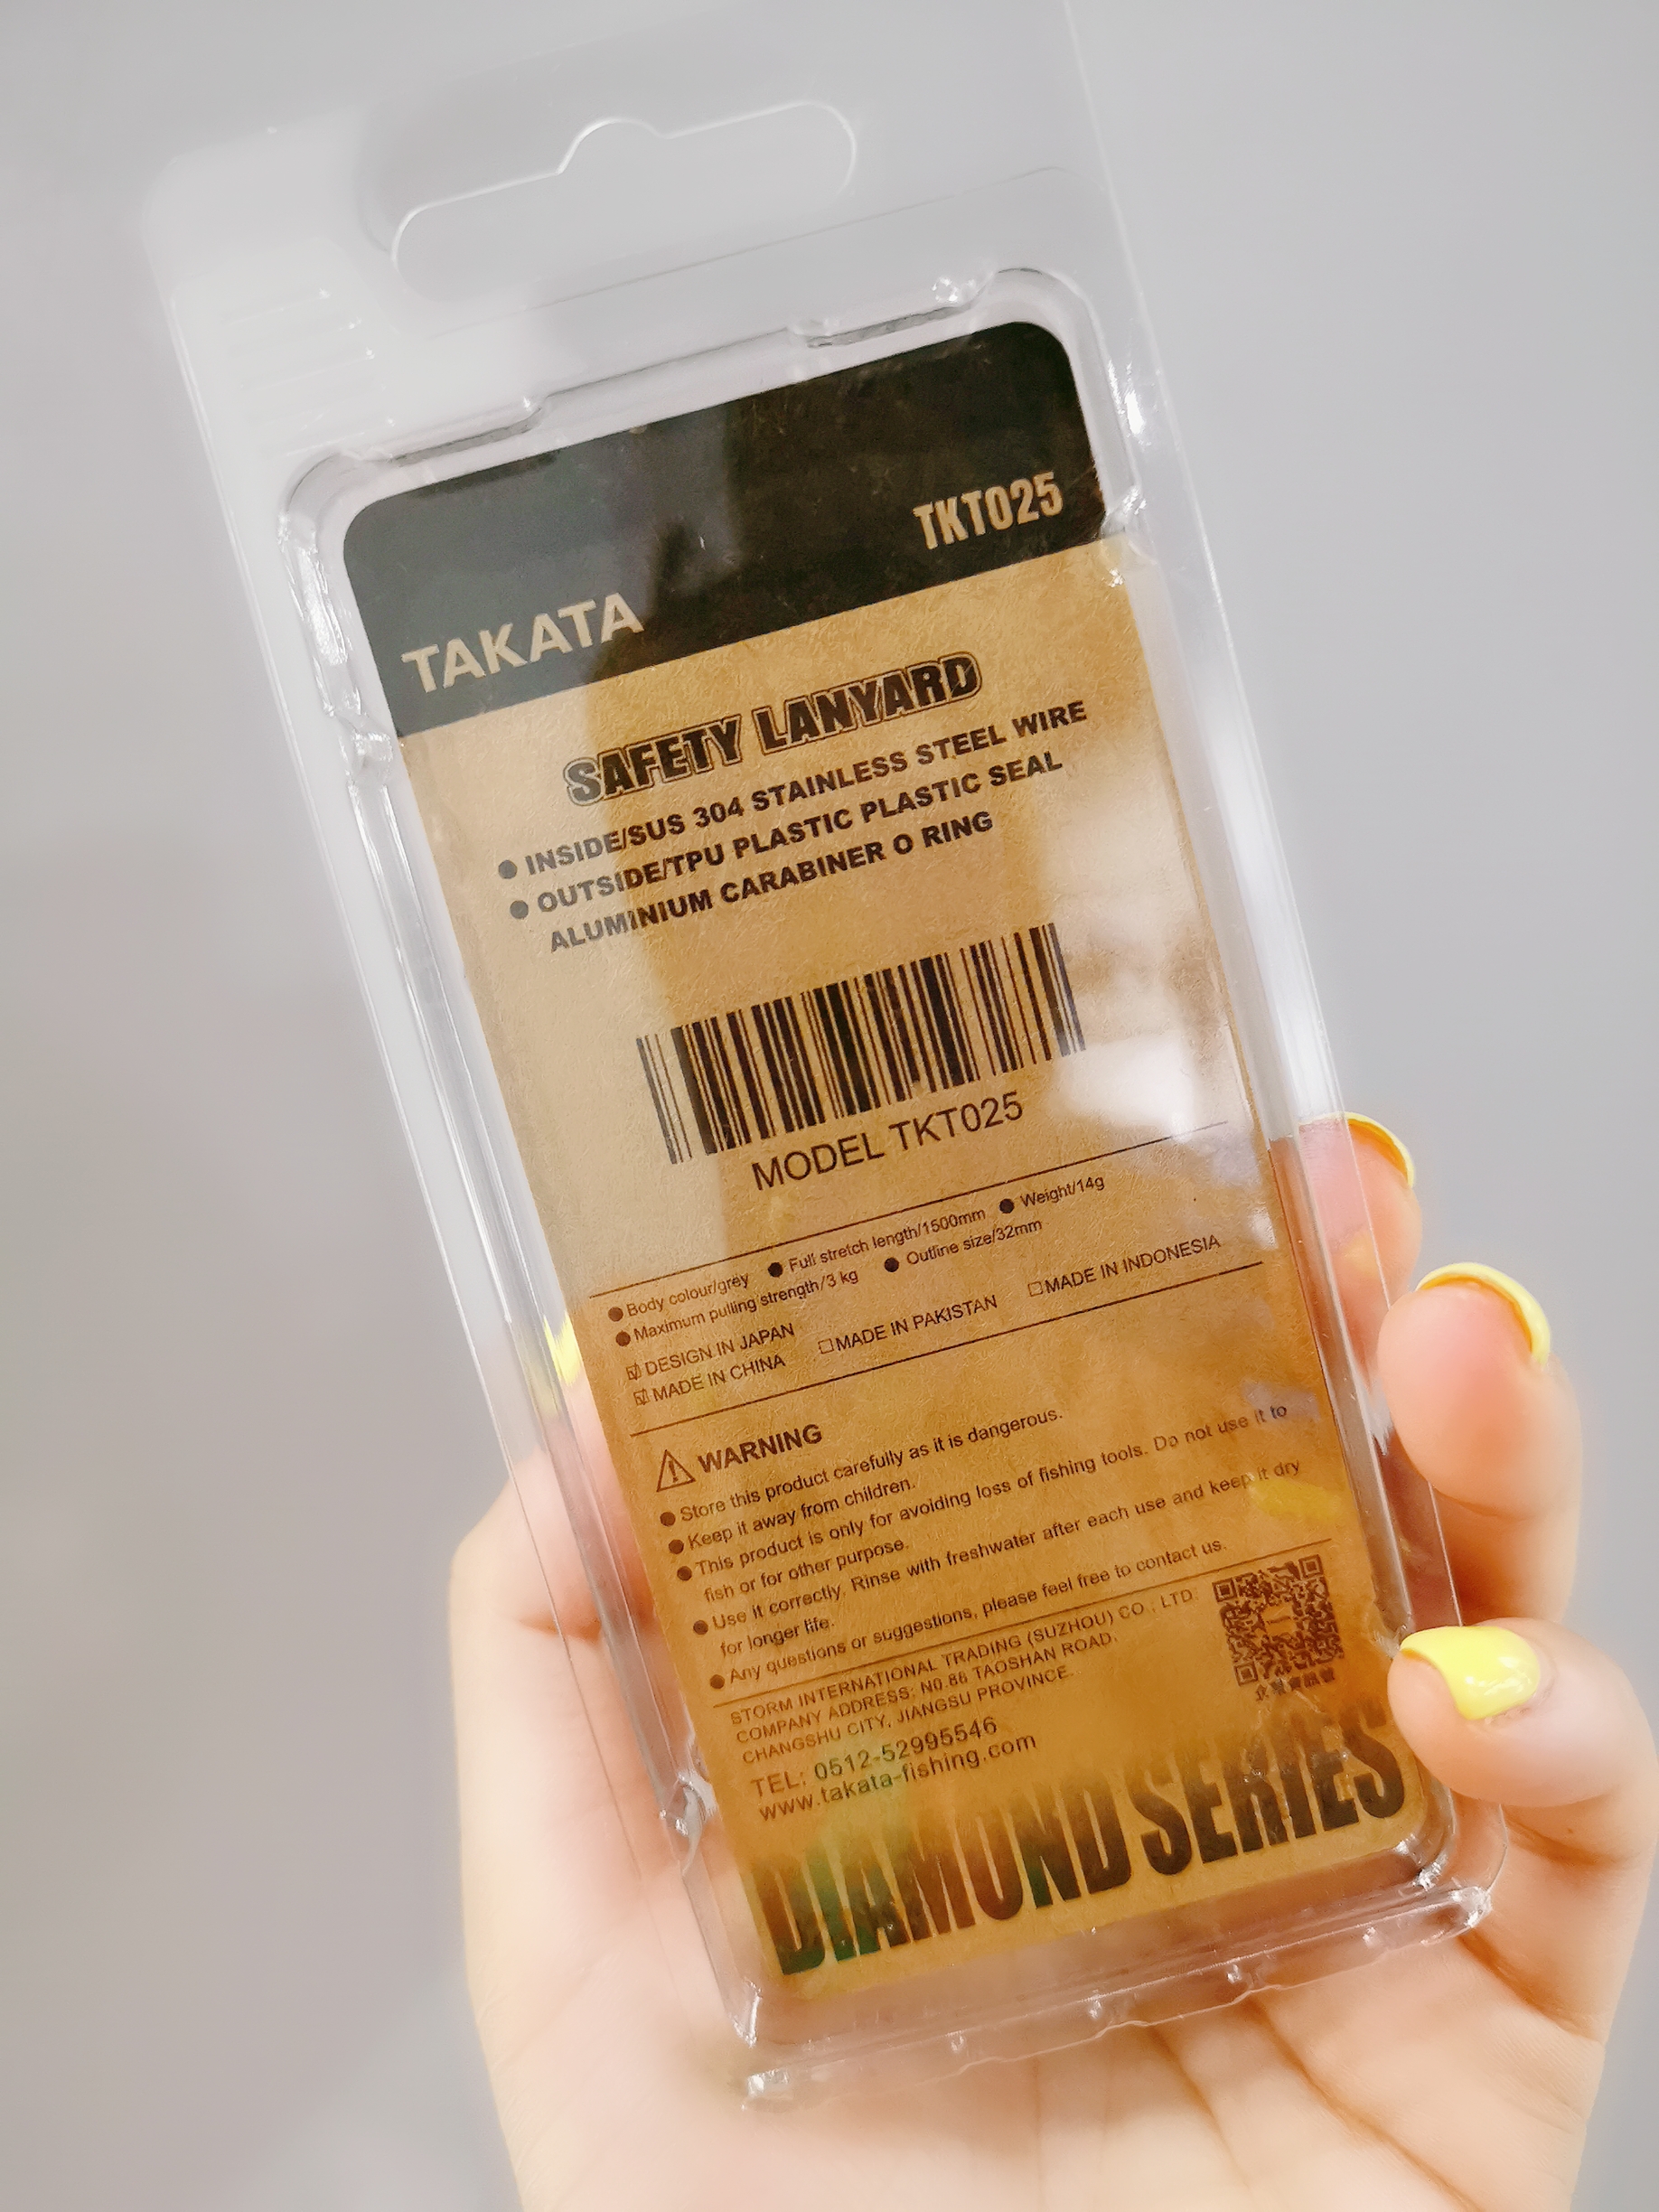 TKT025
TAKATA
SAFETY LANYARD
● INSIDE/SUS 304 STAINLESS STEEL WIRE
● OUTSIDE/TPU PLASTIC PLASTIC SEAL
ALUMINIUM CARABINER O RING
MODEL TKT025
● Body colour/grey ● Full stretch length/1500mm ● Weight/14g
● Maximum pulling strength/3 kg ● Outline size/32mm
☑ DESIGN IN JAPAN
☑ MADE IN CHINA □ MADE IN PAKISTAN □ MADE IN INDONESIA
⚠ WARNING
● Store this product carefully as it is dangerous.
● Keep it away from children.
● This product is only for avoiding loss of fishing tools. Do not use it to
fish or for other purpose.
● Use it correctly. Rinse with freshwater after each use and keep it dry
for longer life.
● Any questions or suggestions, please feel free to contact us.
STORM INTERNATIONAL TRADING (SUZHOU) CO., LTD.
COMPANY ADDRESS: N0.88 TAOSHAN ROAD,
CHANGSHU CITY, JIANGSU PROVINCE.
TEL: 0512-52995546
www.takata-fishing.com
DIAMOND SERIES